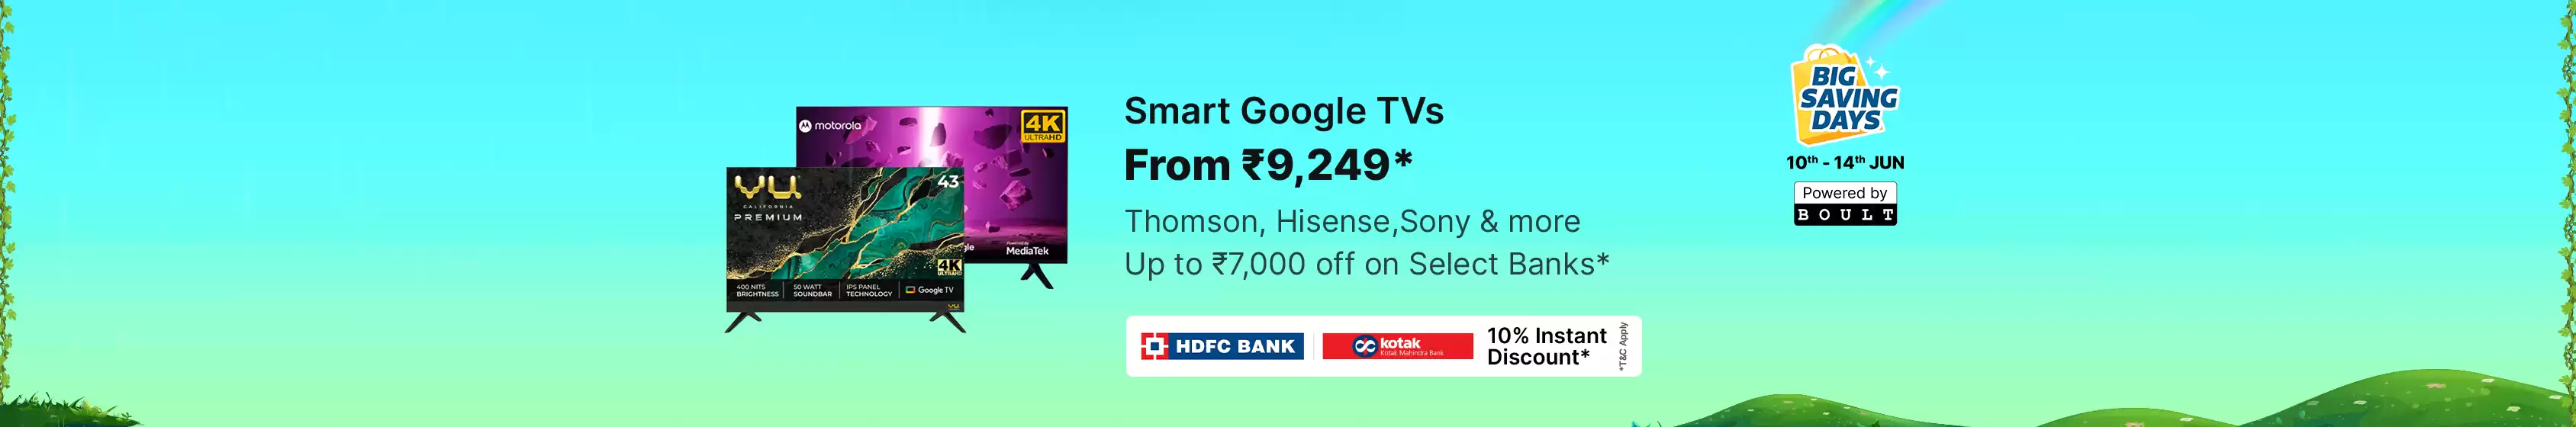 motorola
4K
ULTRAHD
Powered by
MediaTek
VU
CALIFORNIA
PREMIUM
43
4K
ULTRAHD
400 NITS
BRIGHTNESS
50 WATT
SOUNDBAR
IPS PANEL
TECHNOLOGY
Google TV
Smart Google TVs
From ₹9,249*
Thomson, Hisense,Sony & more
Up to ₹7,000 off on Select Banks*
HDFC BANK
kotak
Kotak Mahindra Bank
10% Instant
Discount*
*T&C Apply
BIG
SAVING
DAYS
10th - 14th JUN
Powered by
BOULT